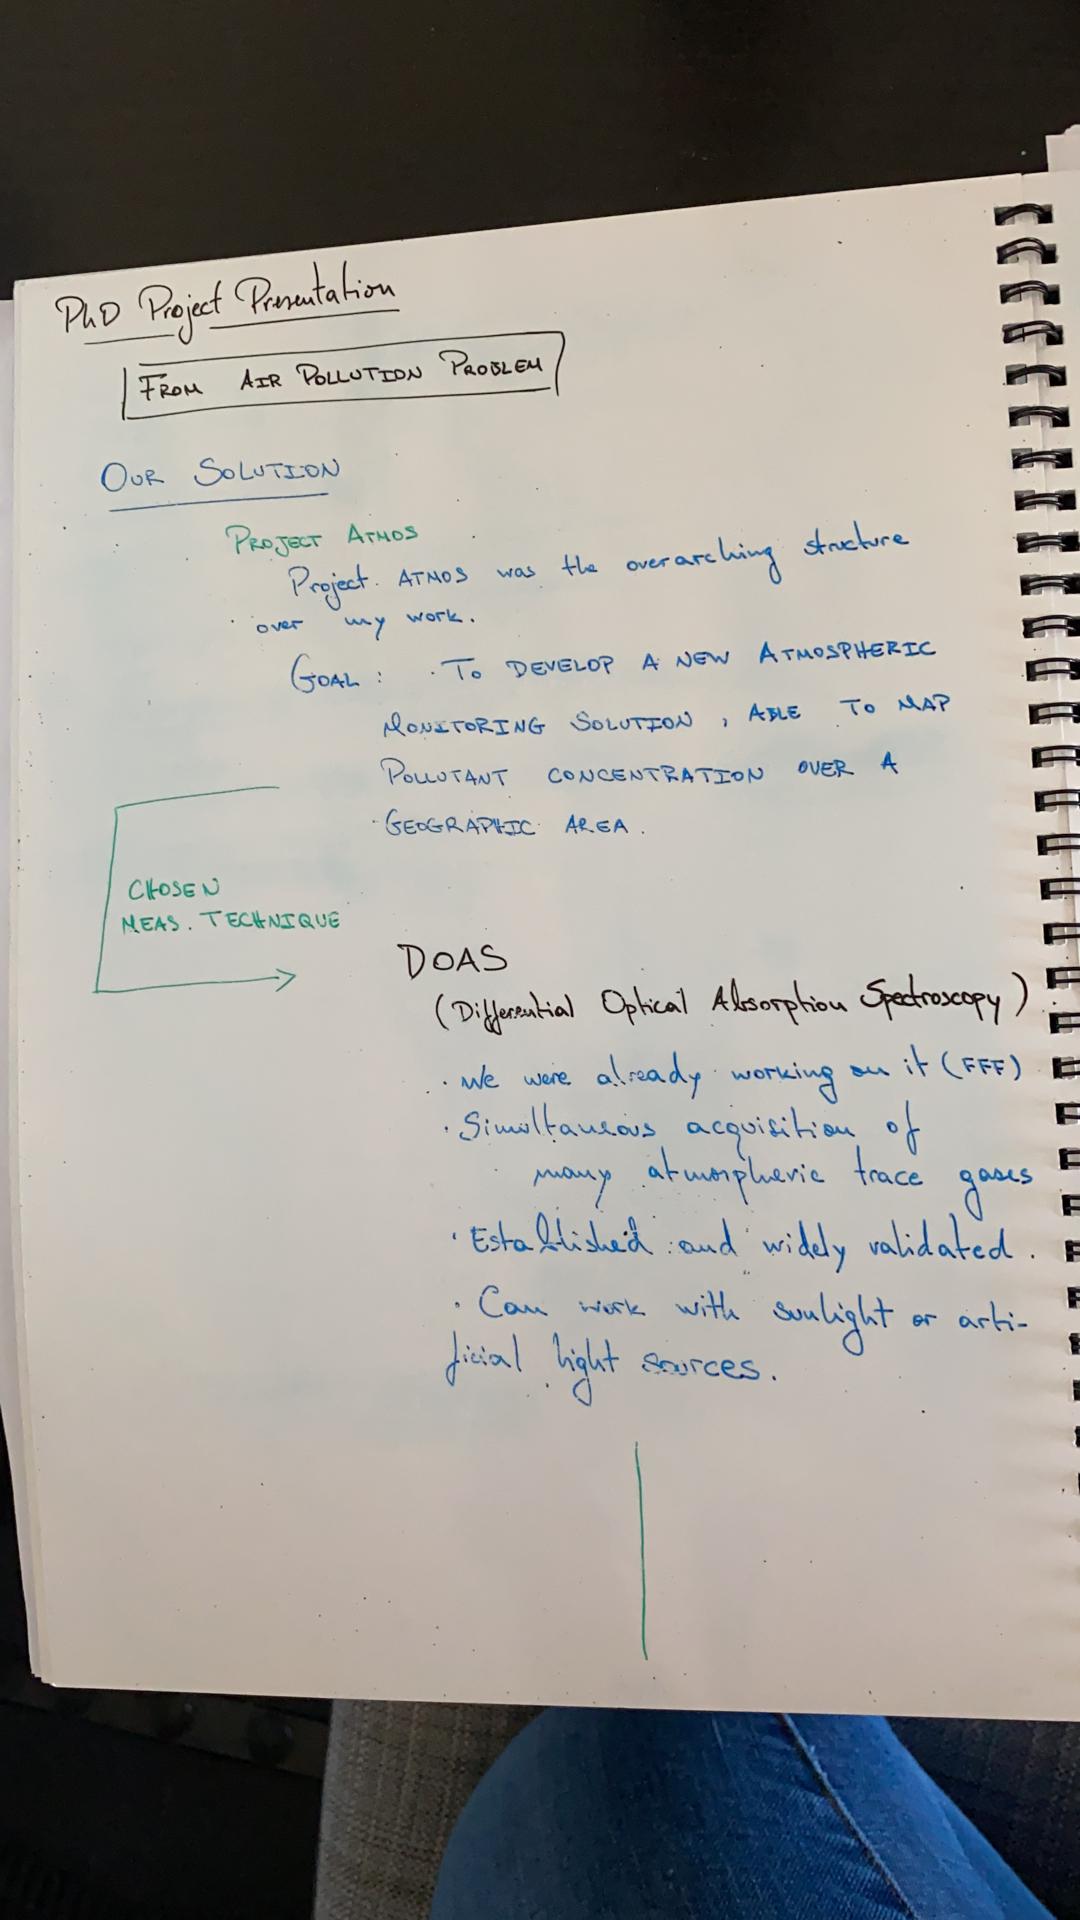 PhD Project Presentation
FROM AIR POLLUTION PROBLEM
OUR SOLUTION
PROJECT ATMOS
Project ATMOS was the overarching structure
over my work.
GOAL: TO DEVELOP A NEW ATMOSPHERIC
MONITORING SOLUTION, ABLE TO MAP
POLLUTANT CONCENTRATION OVER A
GEOGRAPHIC AREA.
CHOSEN
MEAS. TECHNIQUE
DOAS
(Differential Optical Absorption Spectroscopy)
· We were already working on it (FFF)
· Simultaneous acquisition of
many atmospheric trace gases
· Established and widely validated.
· Can work with sunlight or arti-
ficial light sources.